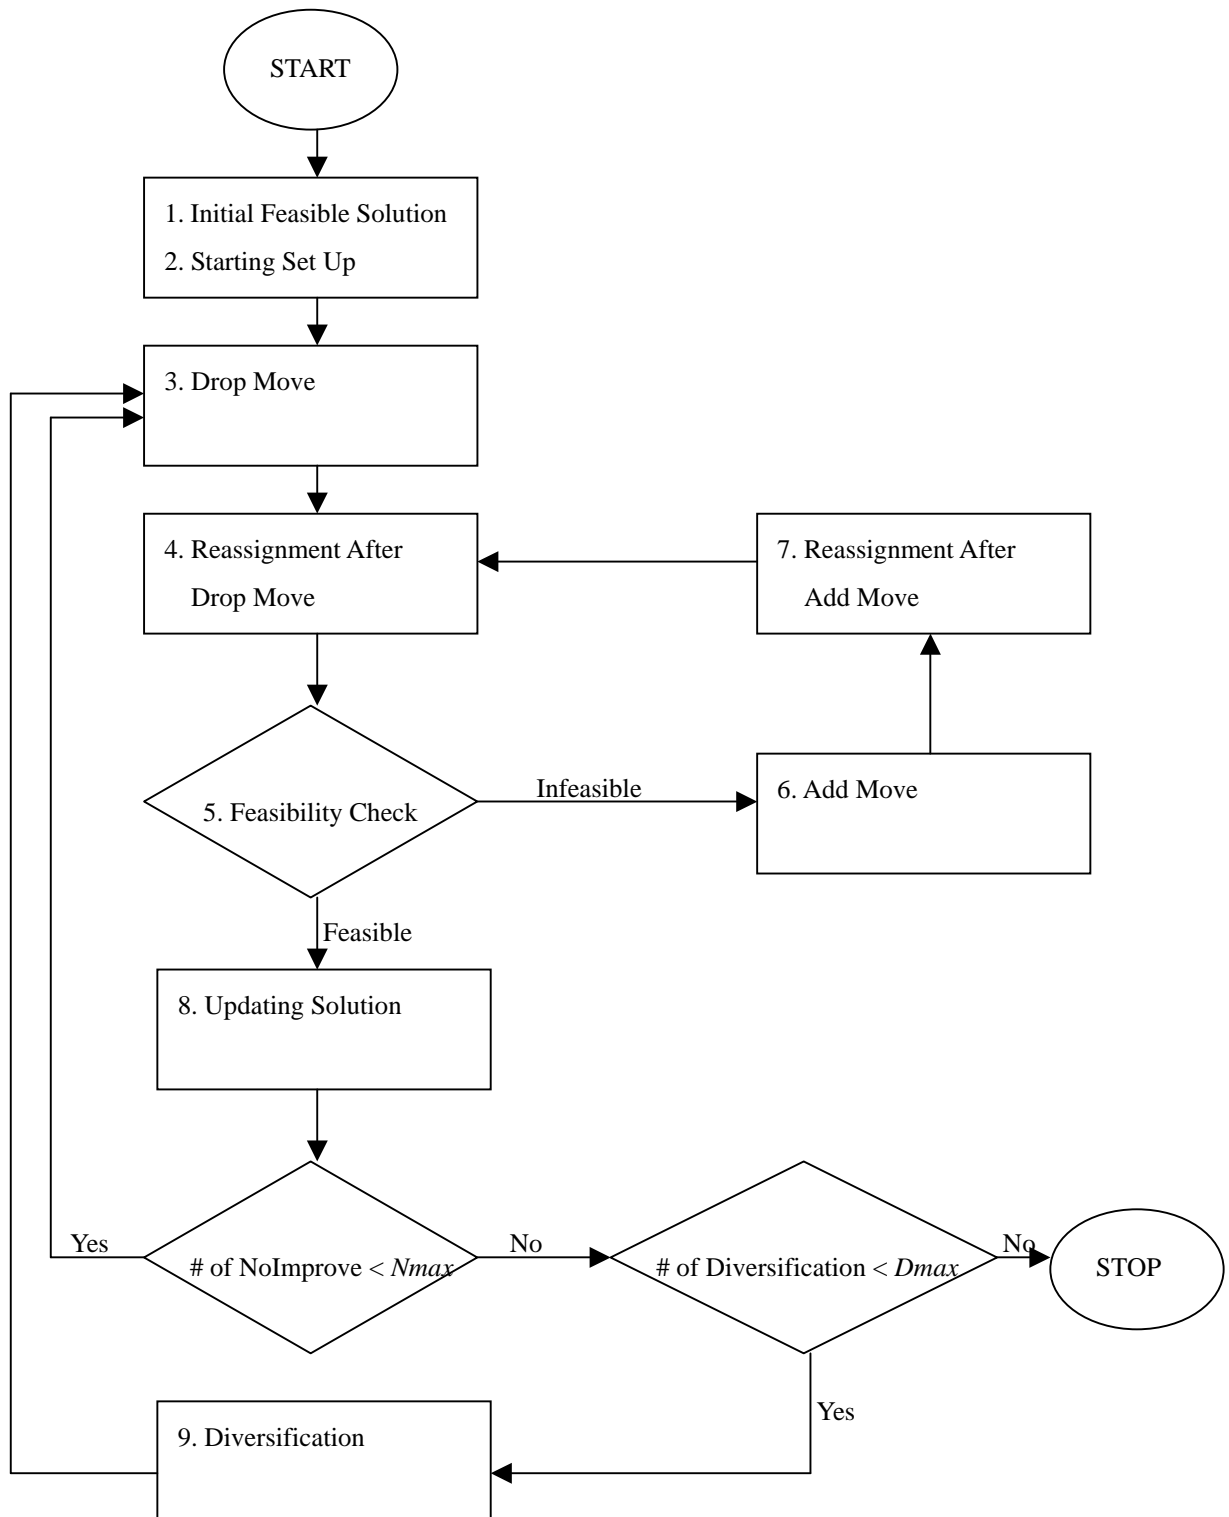 START
1. Initial Feasible Solution
2. Starting Set Up
3. Drop Move
4. Reassignment After
Drop Move
7. Reassignment After
Add Move
5. Feasibility Check
Infeasible
6. Add Move
Feasible
8. Updating Solution
Yes
# of NoImprove < Nmax
No
# of Diversification < Dmax
No
STOP
Yes
9. Diversification